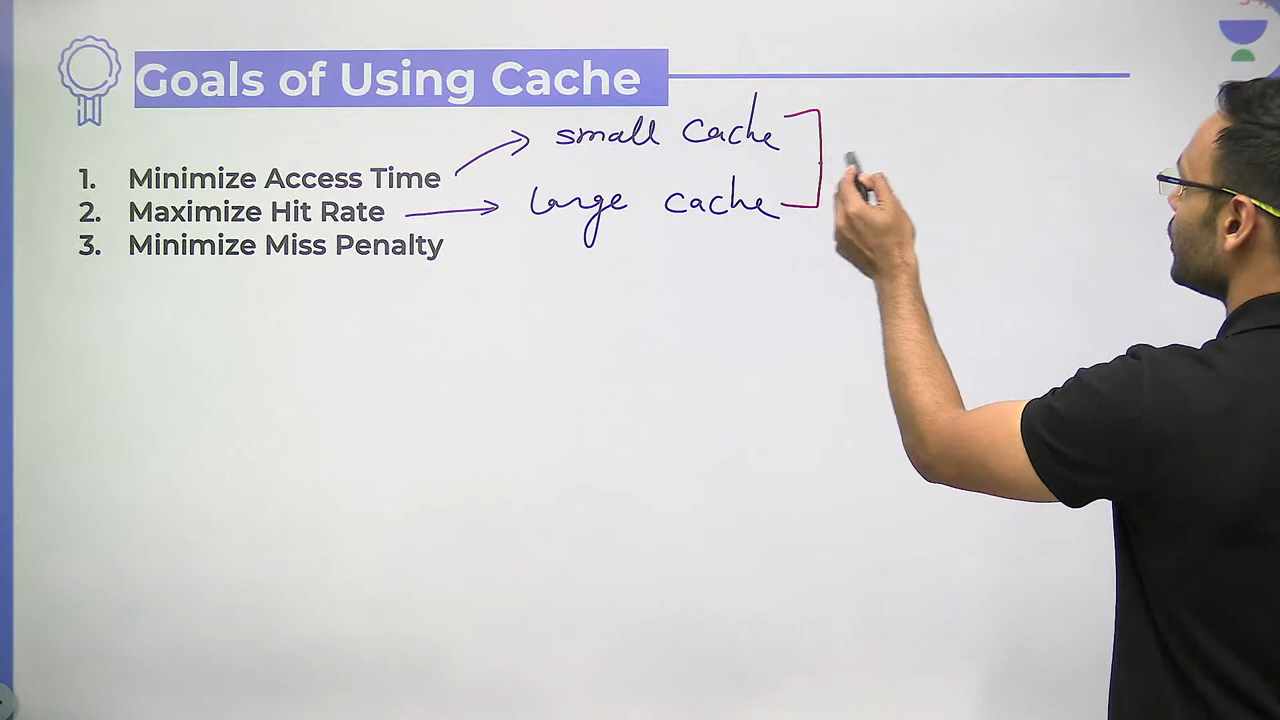 Goals of Using Cache
small cache
1. Minimize Access Time
large cache
2. Maximize Hit Rate
3. Minimize Miss Penalty